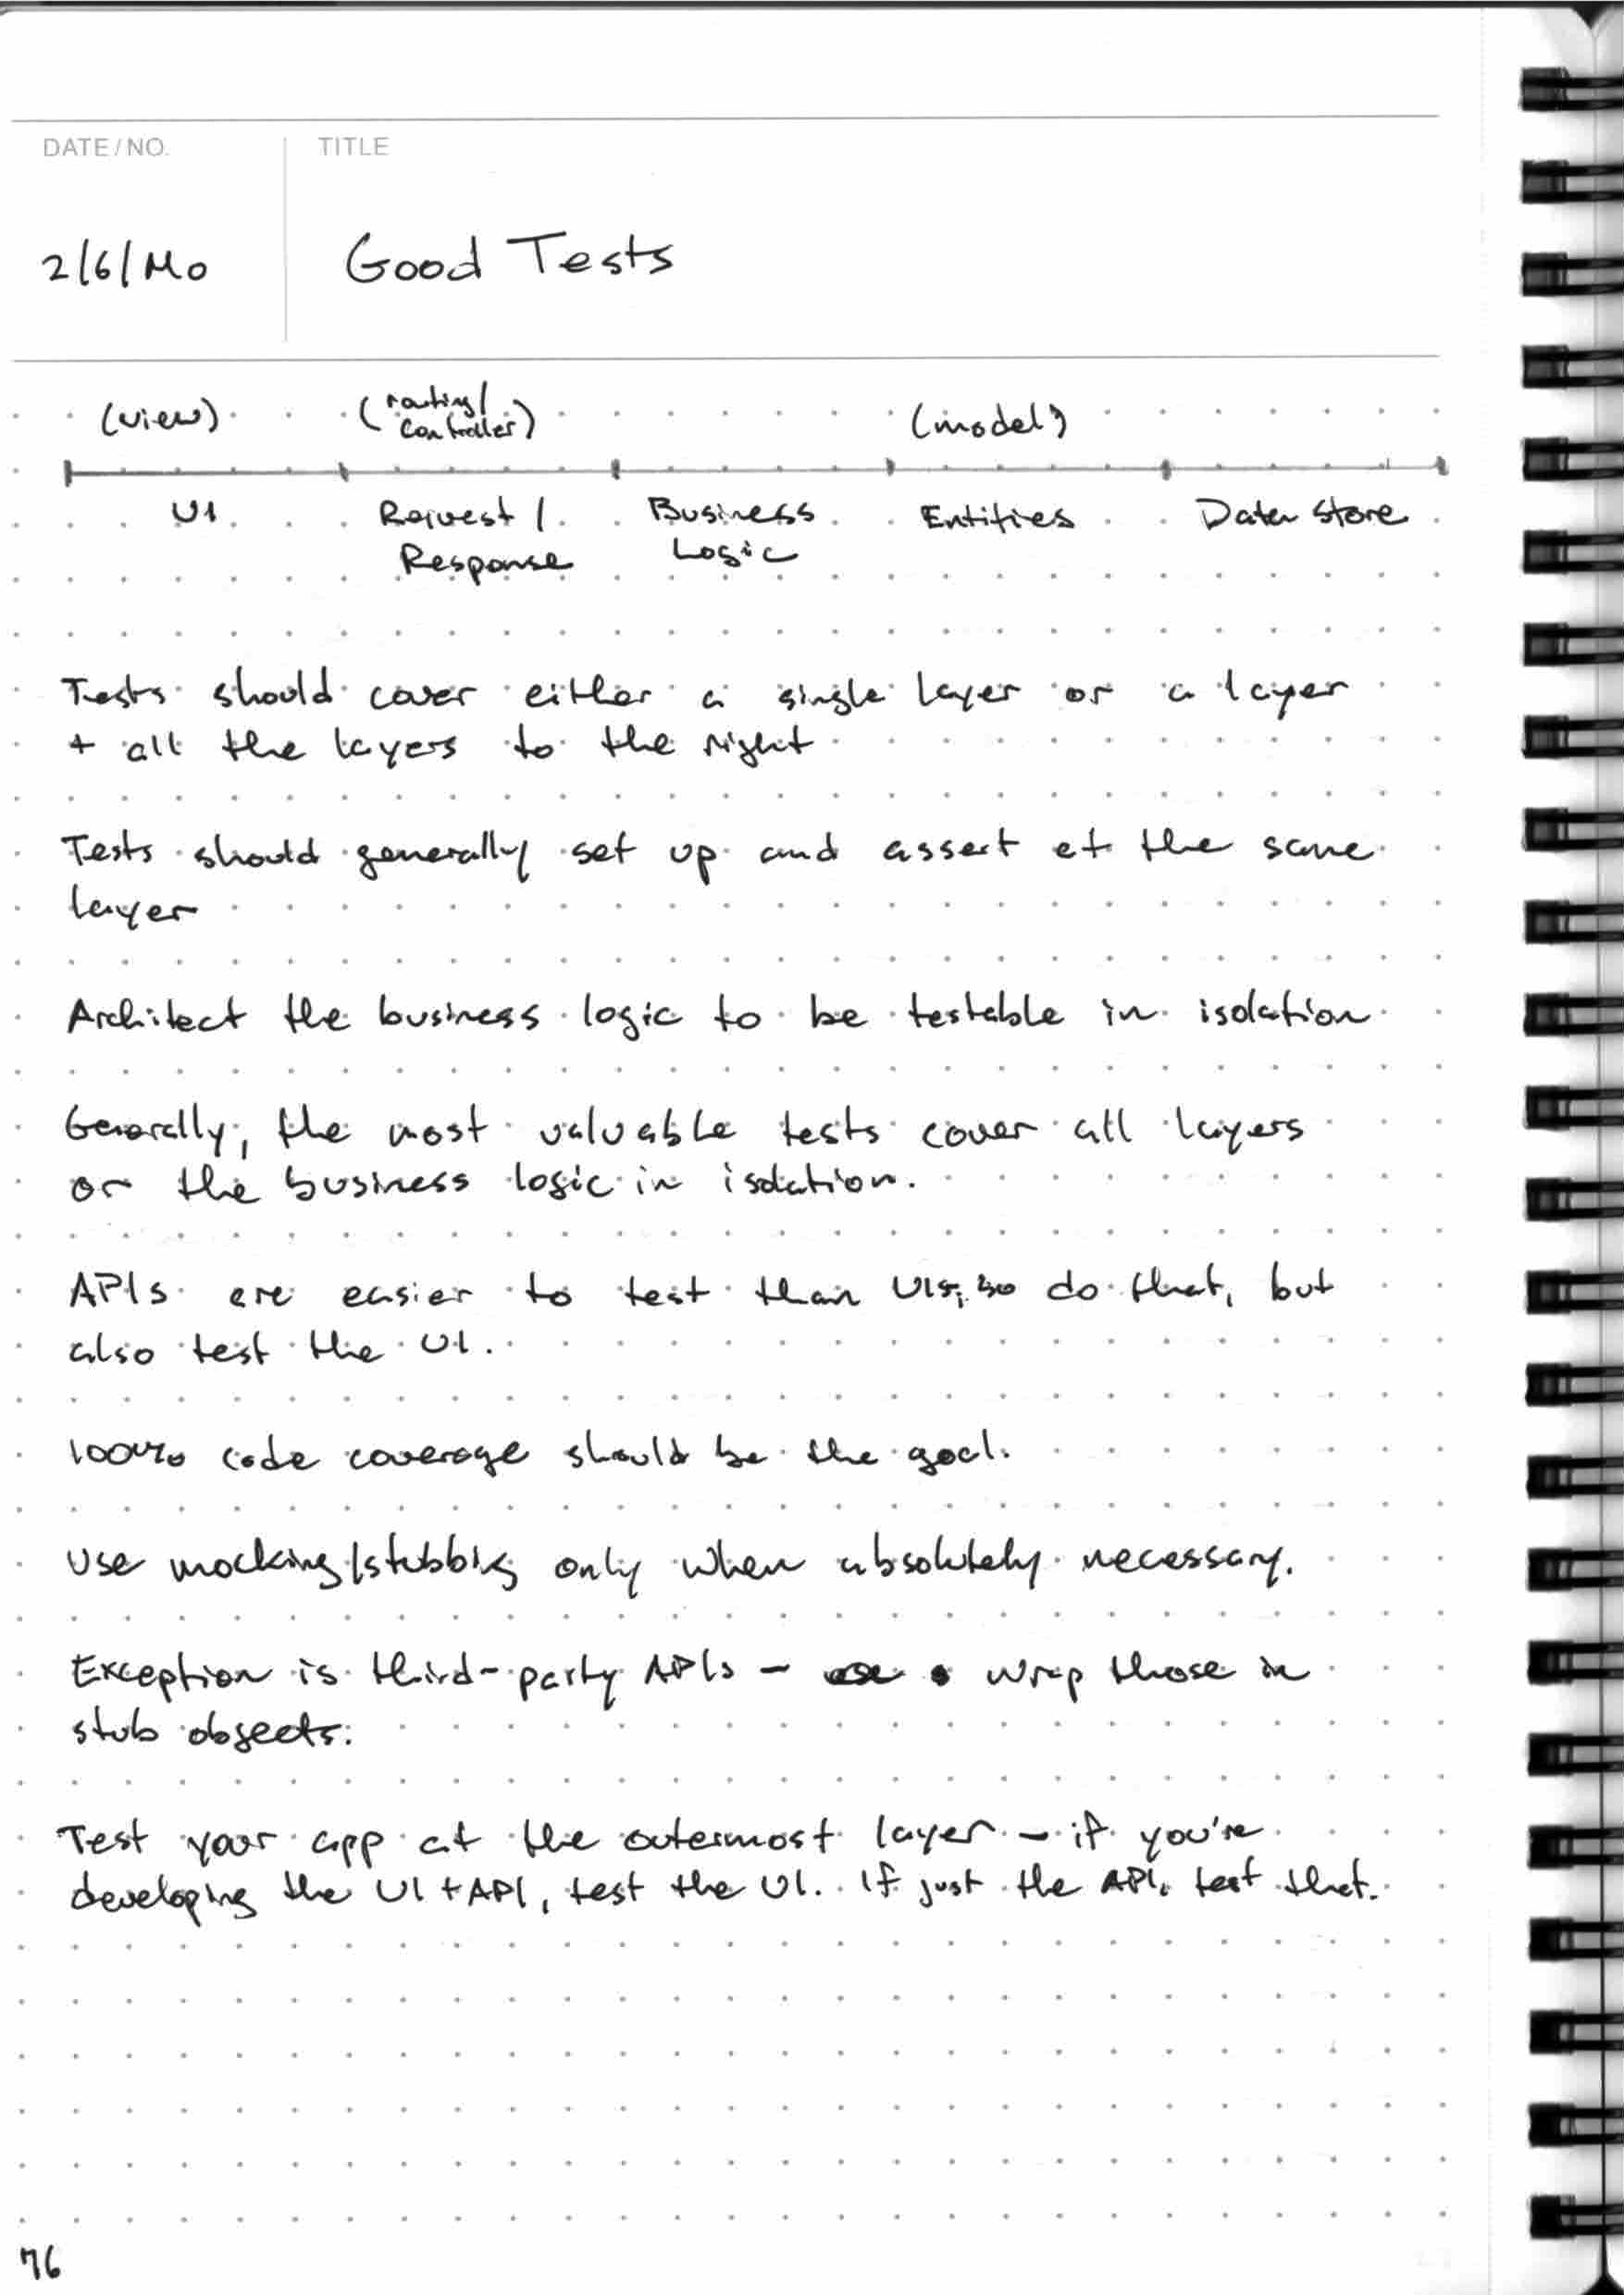 DATE/NO. TITLE
2/6/Mo Good Tests
(view) (routing/ controller) (model)
UI Request / Business Entities Data Store
Response Logic
Tests should cover either a single layer or a layer
+ all the layers to the right
Tests should generally set up and assert at the same
layer
Architect the business logic to be testable in isolation
Generally, the most valuable tests cover all layers
or the business logic in isolation.
APIs are easier to test than UIs, so do that, but
also test the UI.
100% code coverage should be the goal.
Use mocking/stubbing only when absolutely necessary.
Exception is third-party APIs - wrap those in
stub objects.
Test your app at the outermost layer - if you're
developing the UI + API, test the UI. If just the API, test that.
76